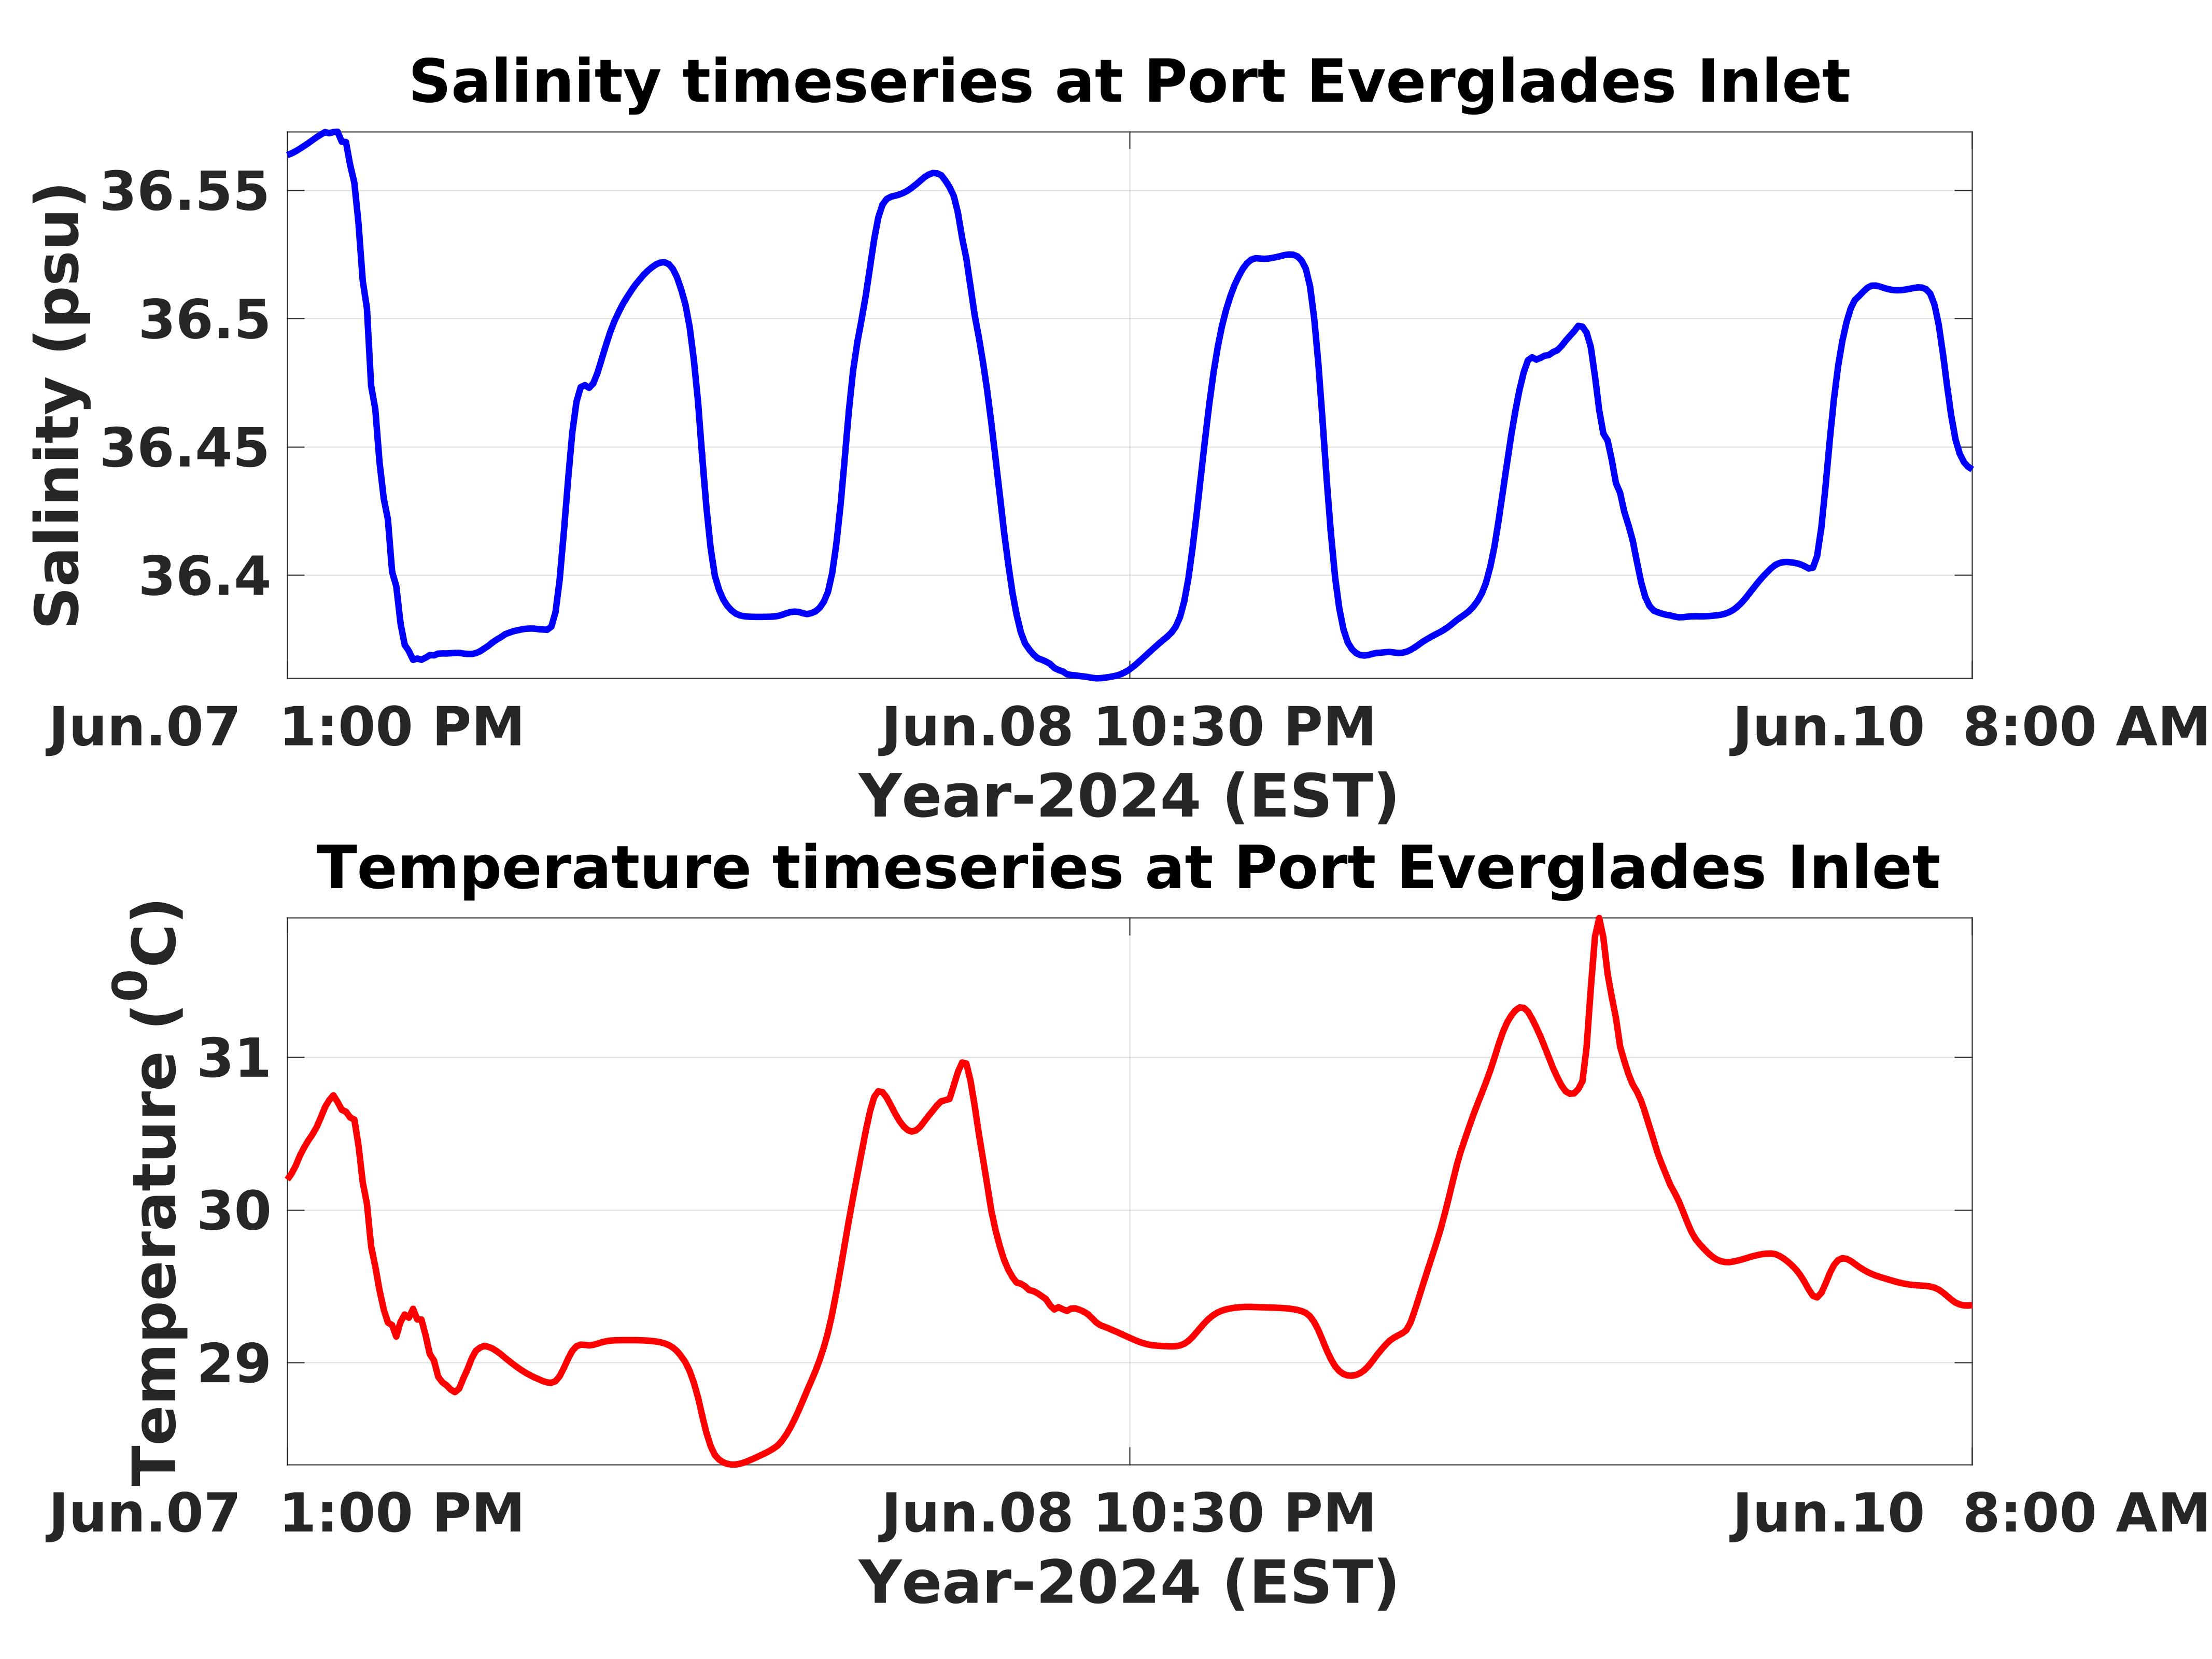 Salinity timeseries at Port Everglades Inlet
Salinity (psu)
36.55
36.5
36.45
36.4
Jun.07  1:00 PM
Jun.08 10:30 PM
Jun.10  8:00 AM
Year-2024 (EST)
Temperature timeseries at Port Everglades Inlet
Temperature (⁰C)
31
30
29
Jun.07  1:00 PM
Jun.08 10:30 PM
Jun.10  8:00 AM
Year-2024 (EST)